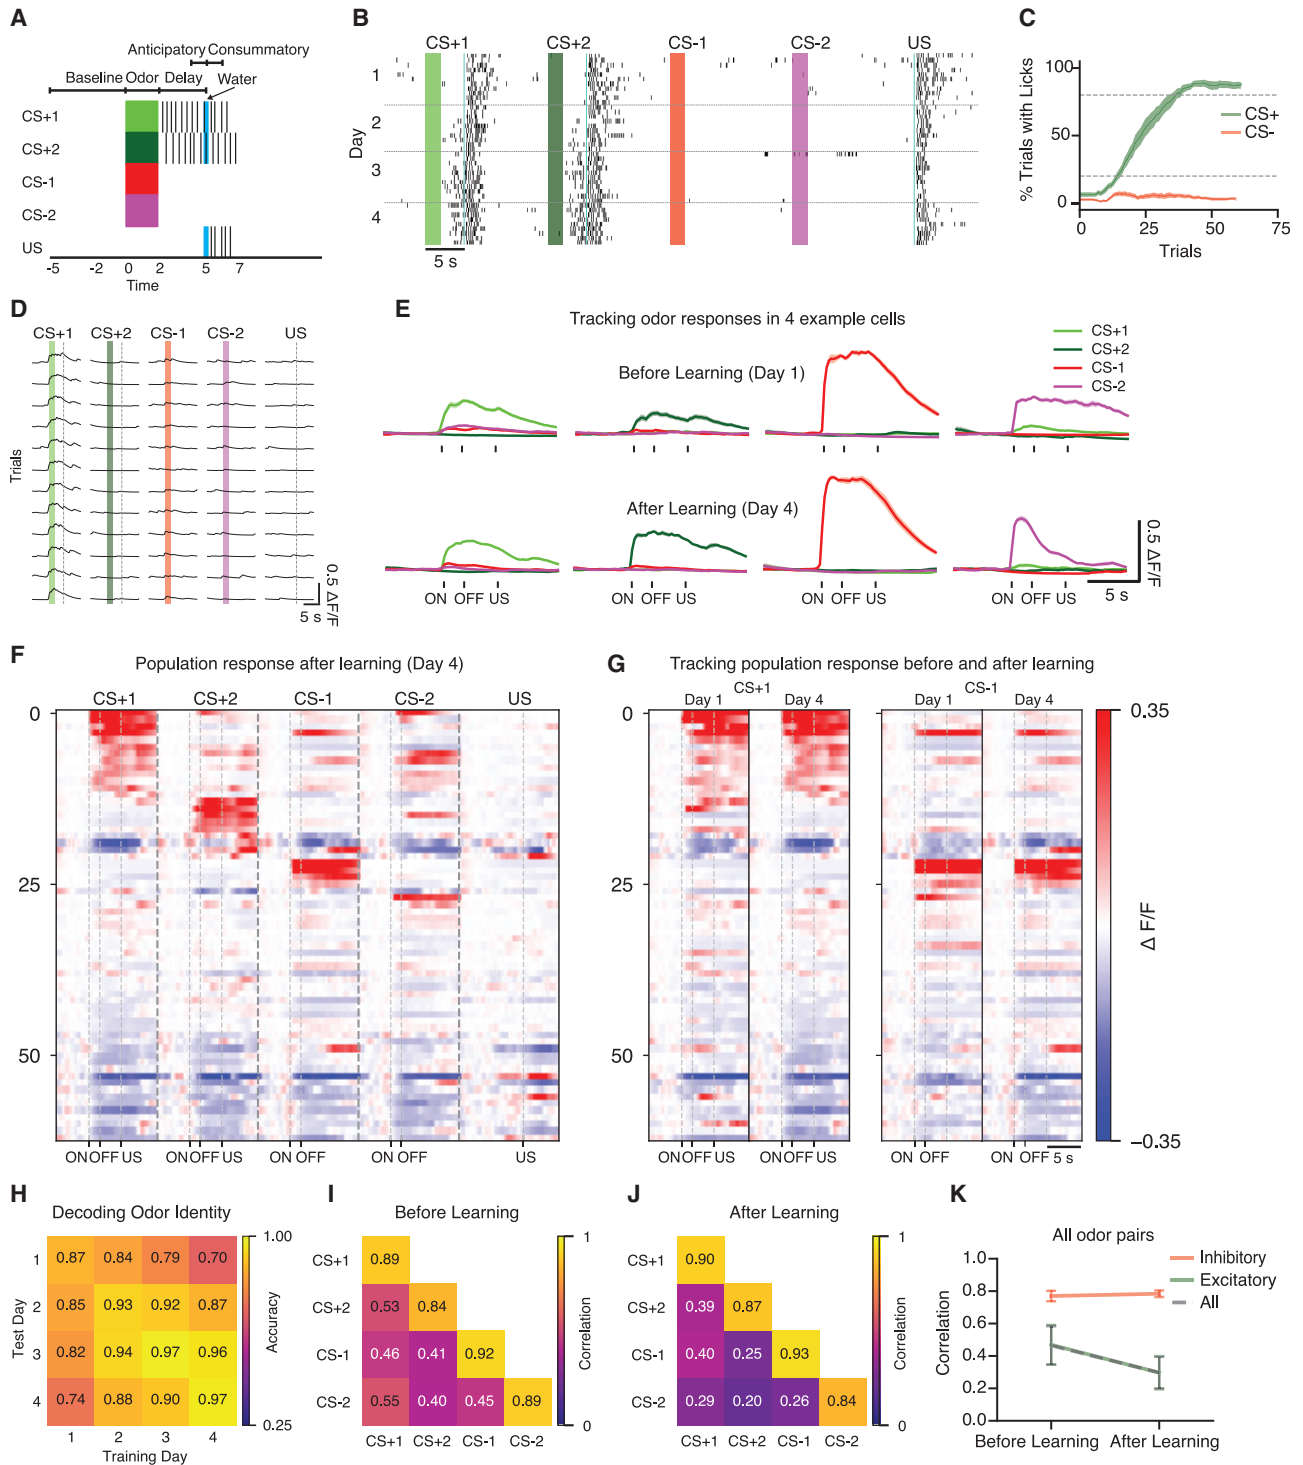 A
Anticipatory Consummatory
Baseline Odor Delay Water
CS+1
CS+2
CS-1
CS-2
US
-5 -2 0 2 5 7
Time
B
CS+1 CS+2 CS-1 CS-2 US
Day
1
2
3
4
5 s
C
% Trials with Licks
100
50
0
CS+
CS-
0 25 50 75
Trials
D
CS+1 CS+2 CS-1 CS-2 US
Trials
0.5 Δ F/F
5 s
E
Tracking odor responses in 4 example cells
CS+1
CS+2
CS-1
CS-2
Before Learning (Day 1)
After Learning (Day 4)
0.5 Δ F/F
5 s
ON OFF US ON OFF US ON OFF US ON OFF US
F
Population response after learning (Day 4)
CS+1 CS+2 CS-1 CS-2 US
0
25
50
ON OFF US ON OFF US ON OFF ON OFF US
G
Tracking population response before and after learning
CS+1 CS-1
Day 1 Day 4 Day 1 Day 4
0
25
50
ON OFF US ON OFF US ON OFF ON OFF 5 s
0.35
Δ F/F
−0.35
H
Decoding Odor Identity
Test Day
1 0.87 0.84 0.79 0.70
2 0.85 0.93 0.92 0.87
3 0.82 0.94 0.97 0.96
4 0.74 0.88 0.90 0.97
1 2 3 4
Training Day
1.00
Accuracy
0.25
I
Before Learning
CS+1 0.89
CS+2 0.53 0.84
CS-1 0.46 0.41 0.92
CS-2 0.55 0.40 0.45 0.89
CS+1 CS+2 CS-1 CS-2
1
Correlation
0
J
After Learning
CS+1 0.90
CS+2 0.39 0.87
CS-1 0.40 0.25 0.93
CS-2 0.29 0.20 0.26 0.84
CS+1 CS+2 CS-1 CS-2
1
Correlation
0
K
All odor pairs
Correlation
1.0
0.8
0.6
0.4
0.2
0.0
Inhibitory
Excitatory
All
Before Learning After Learning